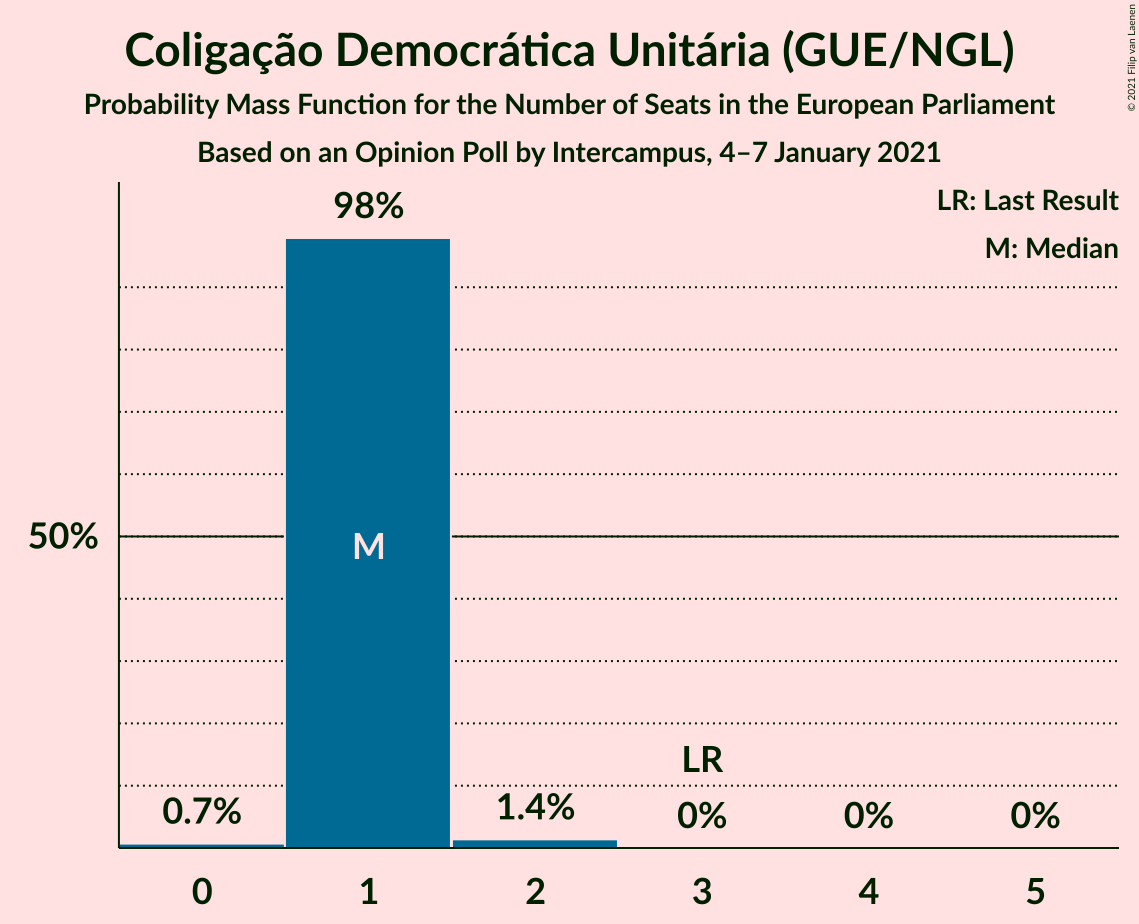 Coligação Democrática Unitária (GUE/NGL)
Probability Mass Function for the Number of Seats in the European Parliament
Based on an Opinion Poll by Intercampus, 4–7 January 2021
© 2021 Filip van Laenen
LR: Last Result
M: Median
98%
50%
M
LR
0.7%
1.4%
0%
0%
0%
0
1
2
3
4
5